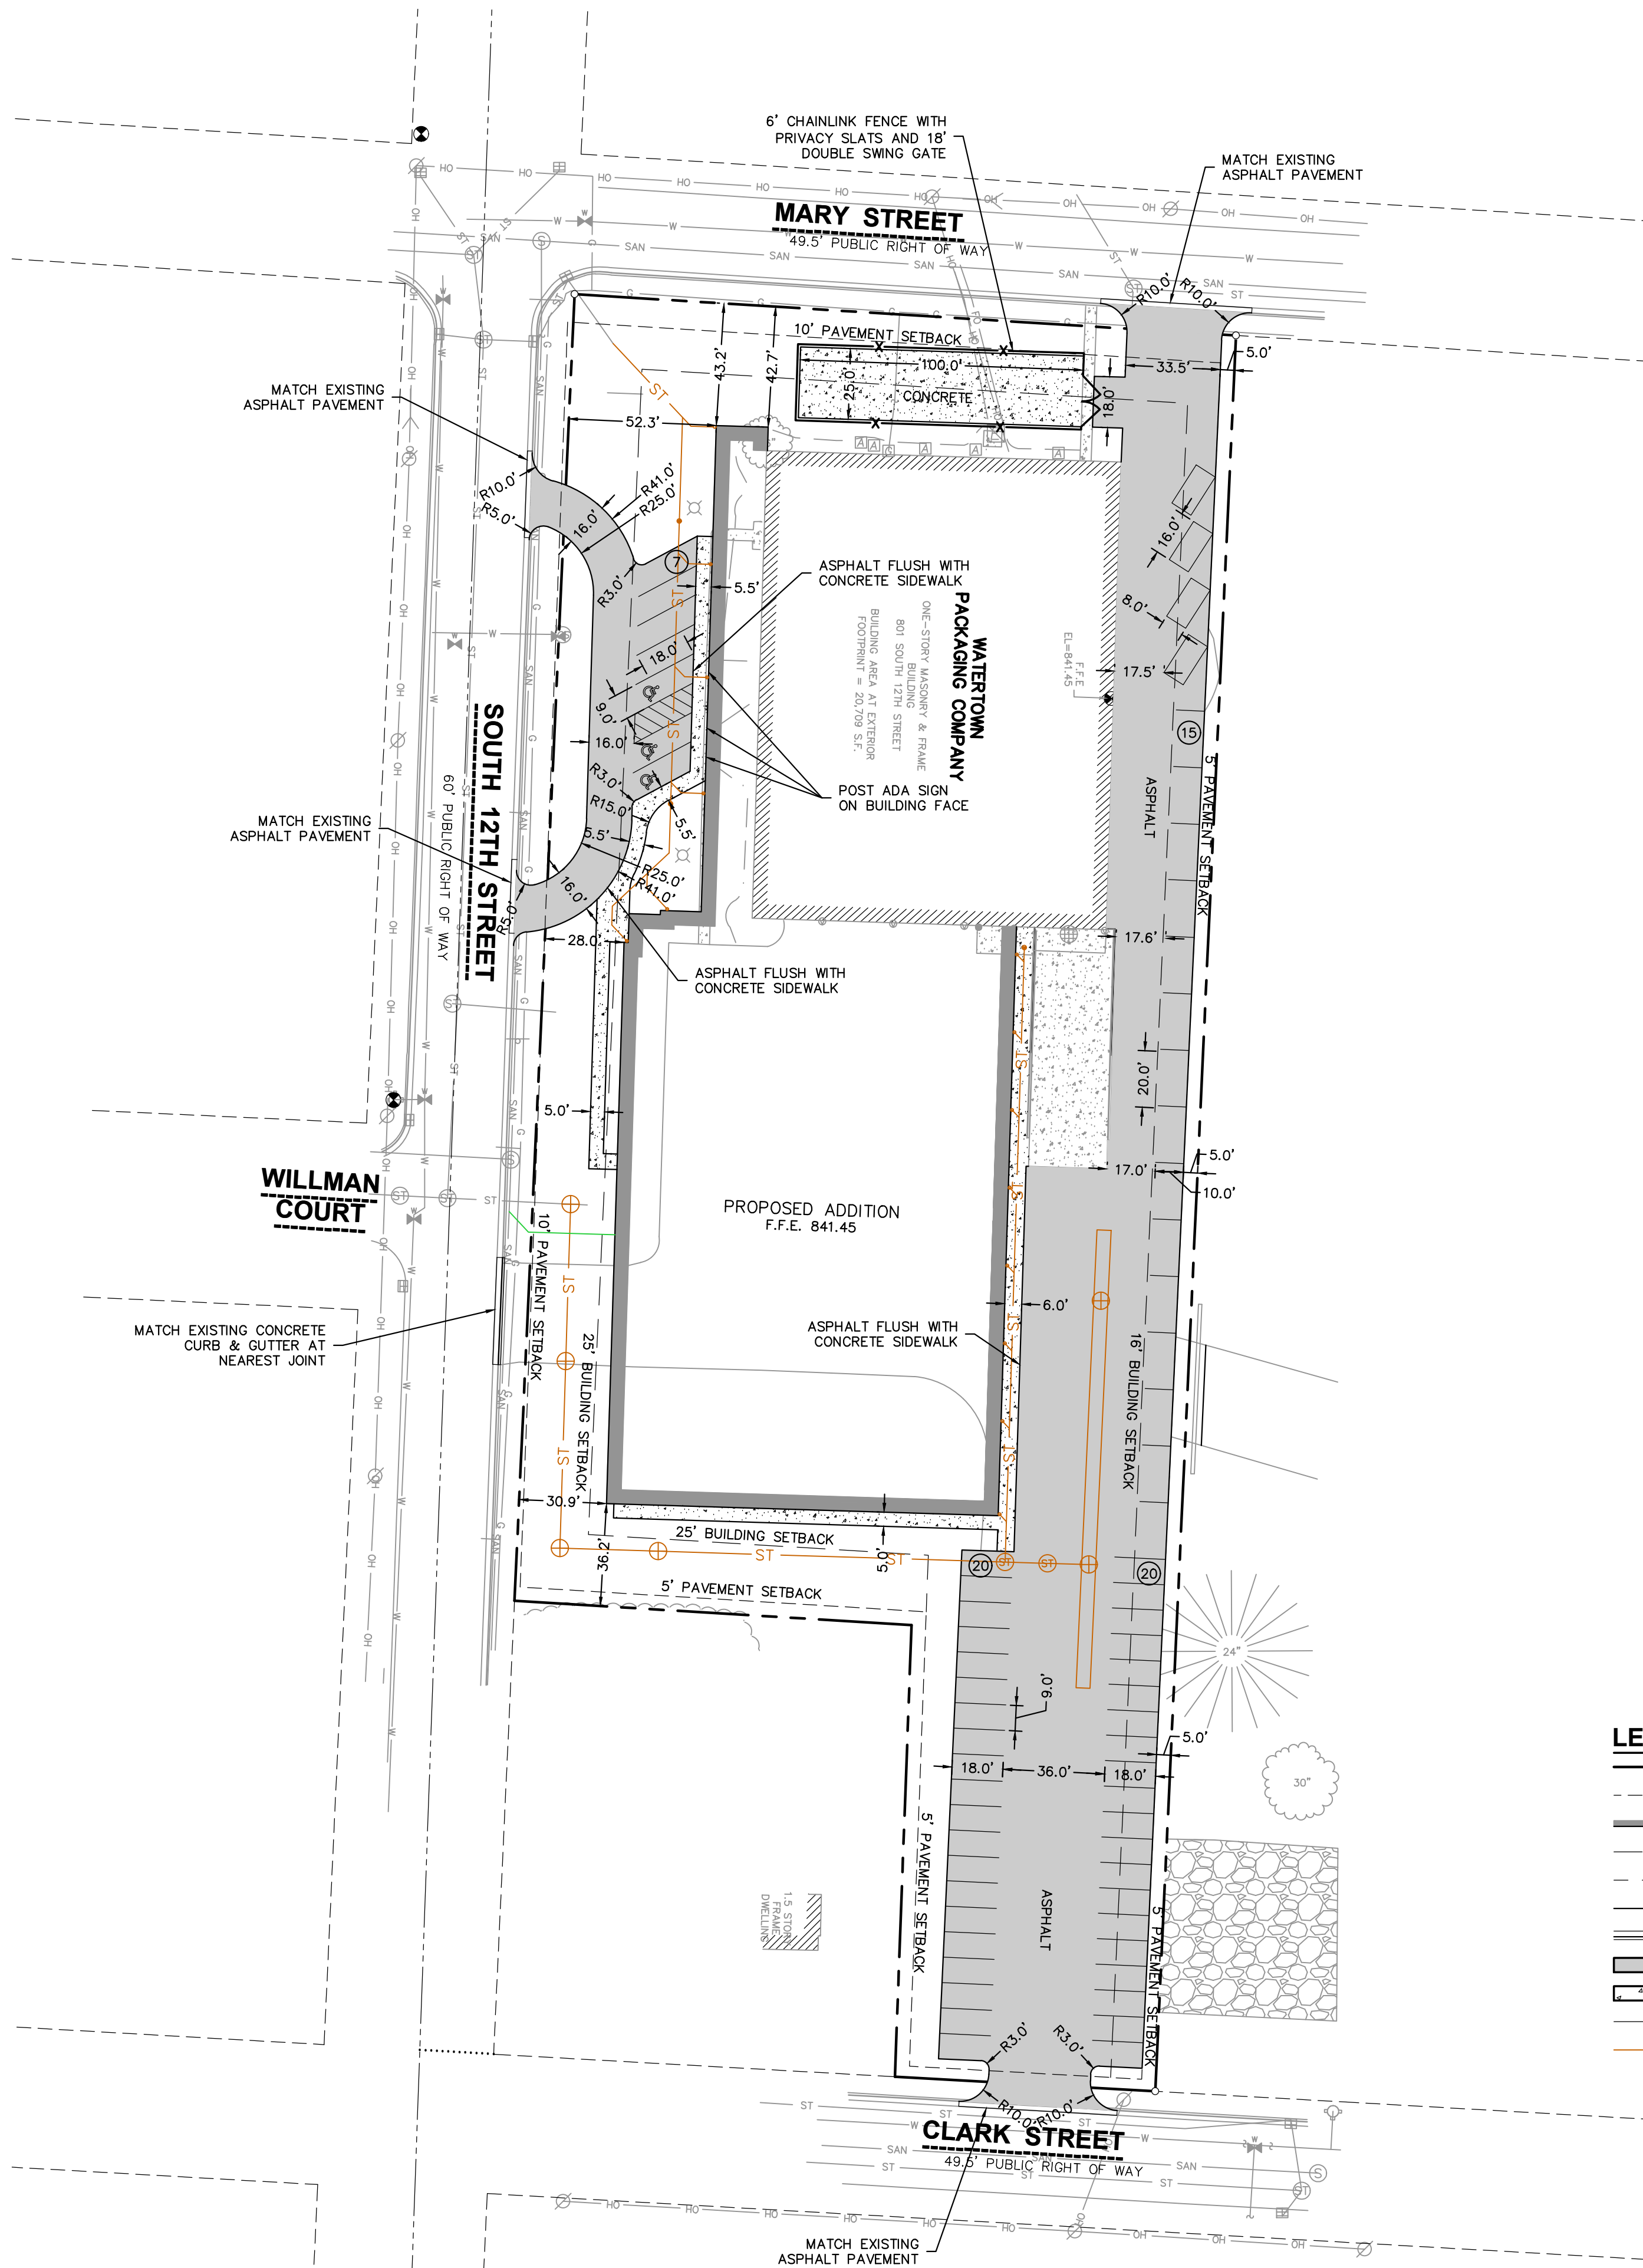 6' CHAINLINK FENCE WITH
PRIVACY SLATS AND 18'
DOUBLE SWING GATE
MATCH EXISTING
ASPHALT PAVEMENT
MARY STREET
49.5' PUBLIC RIGHT OF WAY
R10.0'
R10.0'
10' PAVEMENT SETBACK
5.0'
33.5'
43.2'
42.7'
100.0'
25.0'
CONCRETE
18.0'
MATCH EXISTING
ASPHALT PAVEMENT
52.3'
ST
R10.0'
R5.0'
R41.0'
R25.0'
16.0'
16.0'
7
R3.0'
5.5'
ASPHALT FLUSH WITH
CONCRETE SIDEWALK
8.0'
WATERTOWN
PACKAGING COMPANY
ONE-STORY MASONRY & FRAME
BUILDING
801 SOUTH 12TH STREET
BUILDING AREA AT EXTERIOR
FOOTPRINT = 20,709 S.F.
F.F.E
EL=841.45
18.0'
17.5'
9.0'
16.0'
15
SOUTH 12TH STREET
60' PUBLIC RIGHT OF WAY
R3.0'
R15.0'
5.5'
5.5'
POST ADA SIGN
ON BUILDING FACE
ASPHALT
5' PAVEMENT SETBACK
MATCH EXISTING
ASPHALT PAVEMENT
R25.0'
R41.0'
16.0'
R5.0'
28.0'
17.6'
ASPHALT FLUSH WITH
CONCRETE SIDEWALK
20.0'
5.0'
5.0'
17.0'
10.0'
WILLMAN
COURT
PROPOSED ADDITION
F.F.E. 841.45
10' PAVEMENT SETBACK
6.0'
MATCH EXISTING CONCRETE
CURB & GUTTER AT
NEAREST JOINT
25' BUILDING SETBACK
ASPHALT FLUSH WITH
CONCRETE SIDEWALK
16' BUILDING SETBACK
30.9'
36.2'
25' BUILDING SETBACK
5.0'
ST
ST
20
20
5' PAVEMENT SETBACK
24"
9.0'
5.0'
18.0'
36.0'
18.0'
30"
LE
5' PAVEMENT SETBACK
1.5 STORY
FRAME
DWELLING
ASPHALT
5' PAVEMENT SETBACK
R3.0'
R3.0'
R10.0'
R10.0'
CLARK STREET
49.5' PUBLIC RIGHT OF WAY
MATCH EXISTING
ASPHALT PAVEMENT